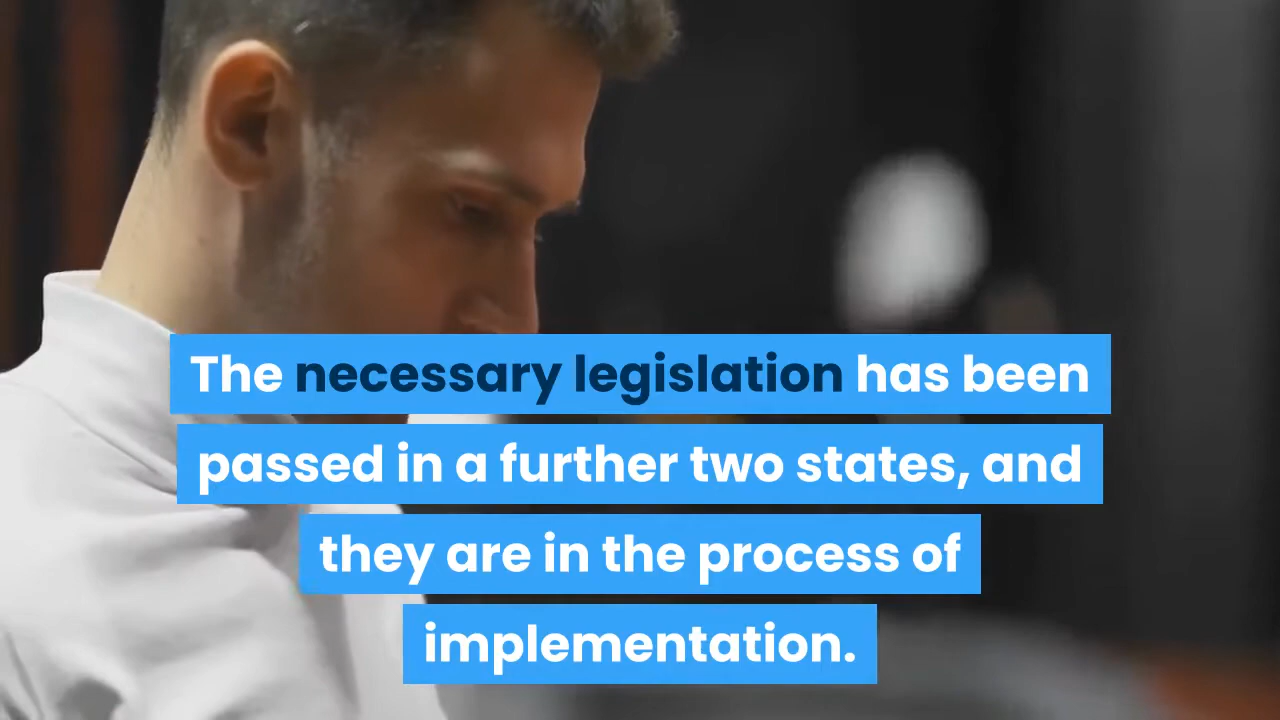 The necessary legislation has been
passed in a further two states, and
they are in the process of
implementation.